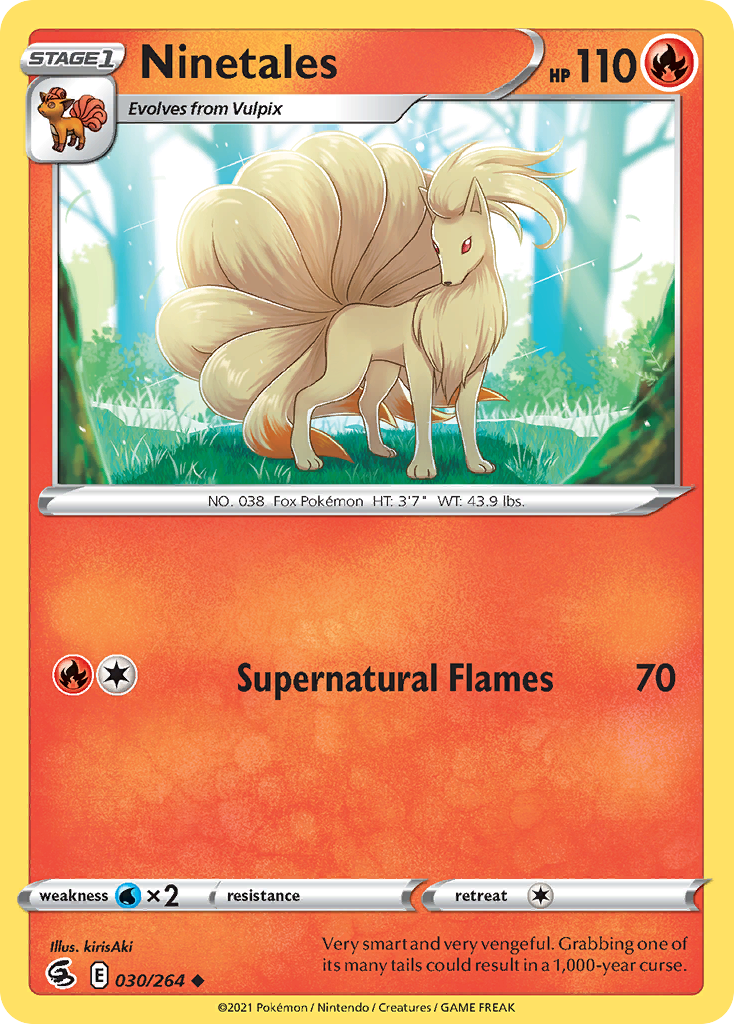 STAGE 1
Ninetales
HP 110
Evolves from Vulpix
NO. 038 Fox Pokémon HT: 3'7" WT: 43.9 lbs.
Supernatural Flames 70
weakness ×2 resistance retreat
Illus. kirisAki
Very smart and very vengeful. Grabbing one of
its many tails could result in a 1,000-year curse.
E 030/264
©2021 Pokémon / Nintendo / Creatures / GAME FREAK